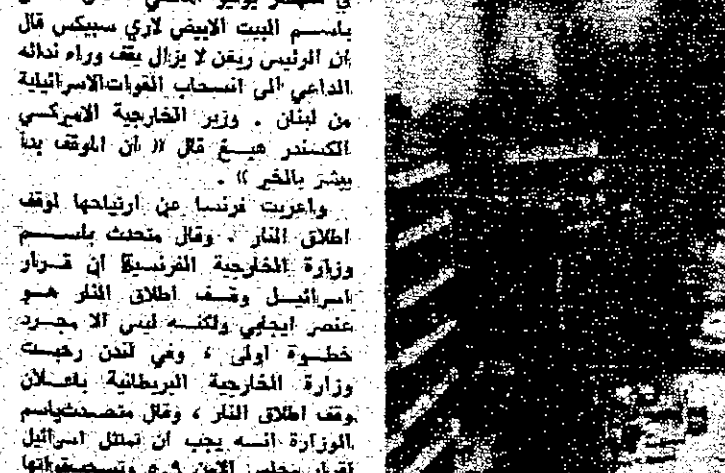 باسم البيت الابيض لاري سبيكس قال
ان الرئيس ريغن لا يزال يقف وراء ندائه
الداعي الى انسحاب القوات الاسرائيلية
من لبنان . وزير الخارجية الاميركي
الكسندر هيغ قال (( ان الموقف بدا
يبشر بالخير )) .
واعربت فرنسا عن ارتياحها لوقف
اطلاق النار . وقال متحدث باسم
وزارة الخارجية الفرنسية ان قرار
اسرائيل وقف اطلاق النار هو
عنصر ايجابي ولكنه ليس الا مجرد
خطوة اولى ، وفي لندن رحبت
وزارة الخارجية البريطانية باعلان
وقف اطلاق النار ، وقال متحدث باسم
الوزارة انه يجب ان تمتثل اسرائيل